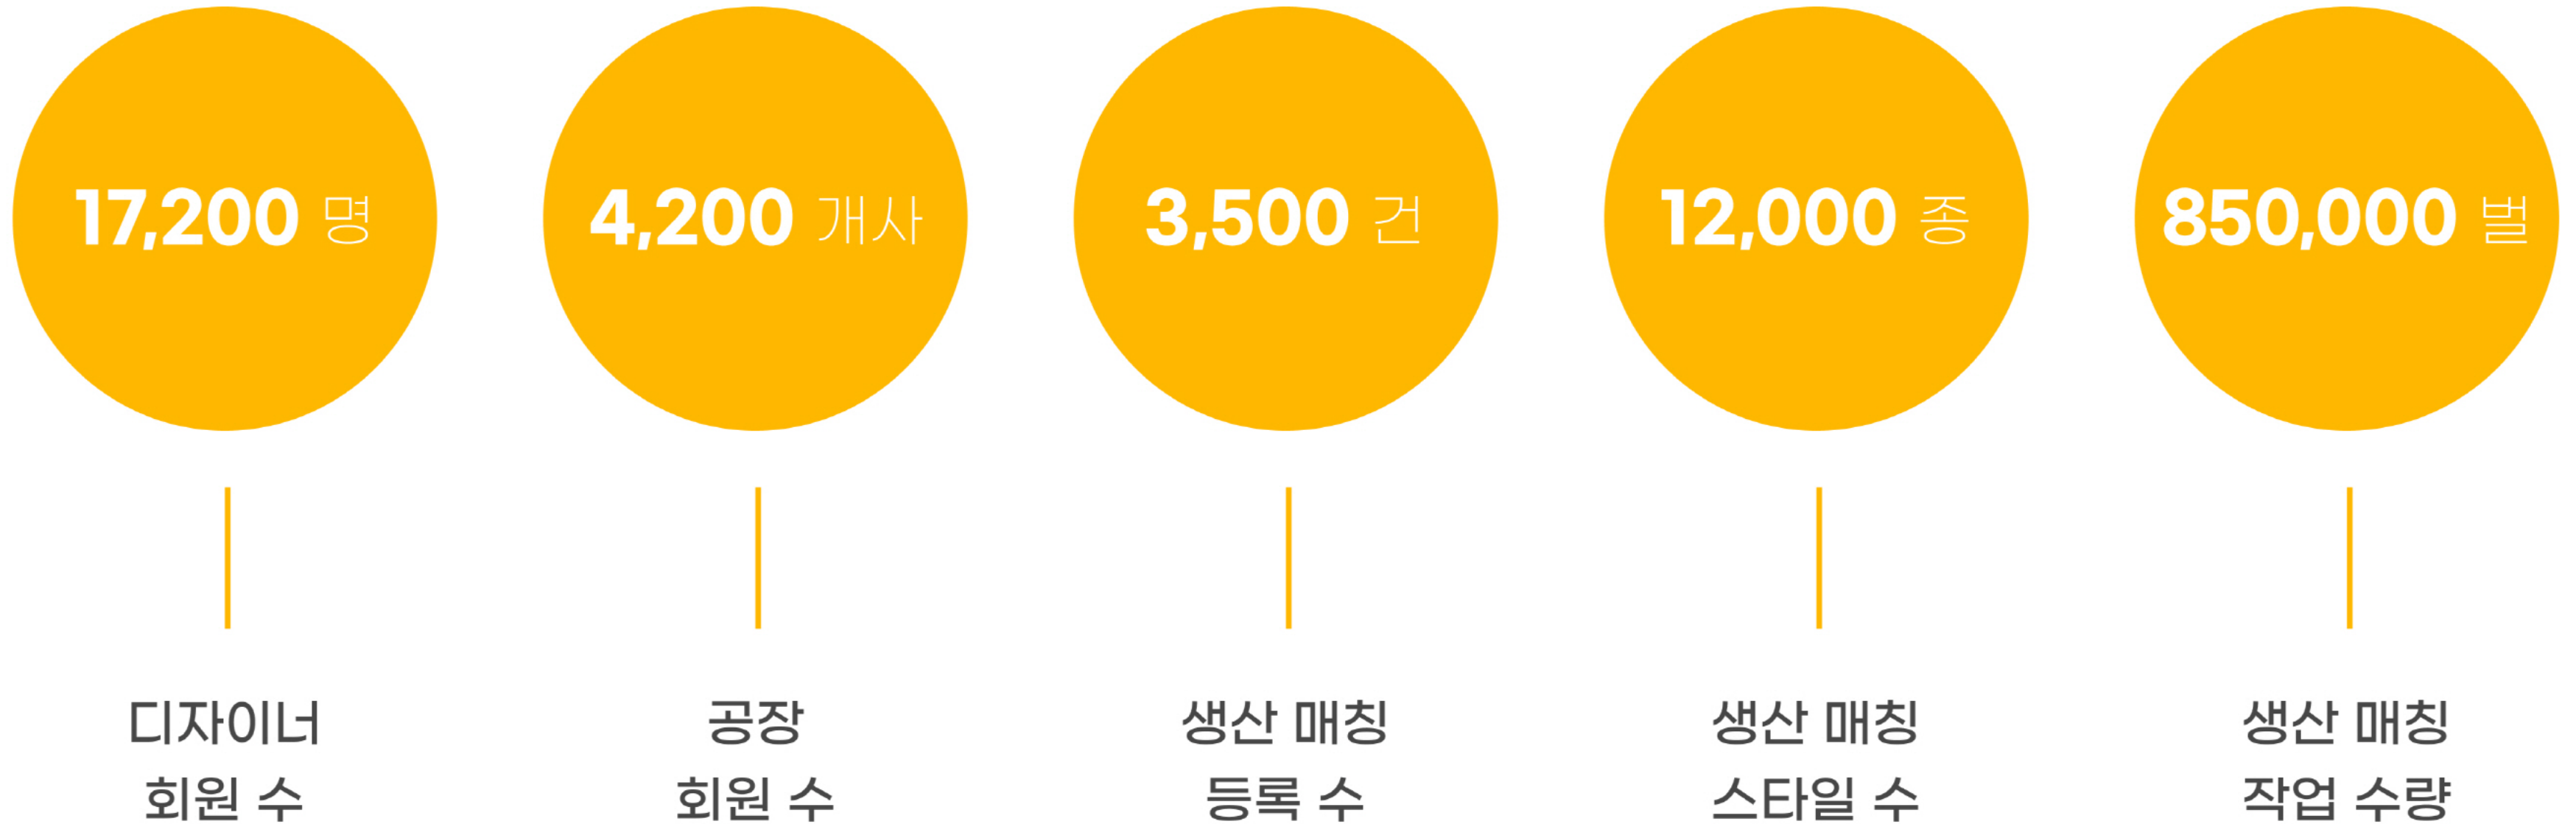 17,200 명
4,200 개사
3,500 건
12,000 종
850,000 벌
디자이너
회원 수
공장
회원 수
생산 매칭
등록 수
생산 매칭
스타일 수
생산 매칭
작업 수량